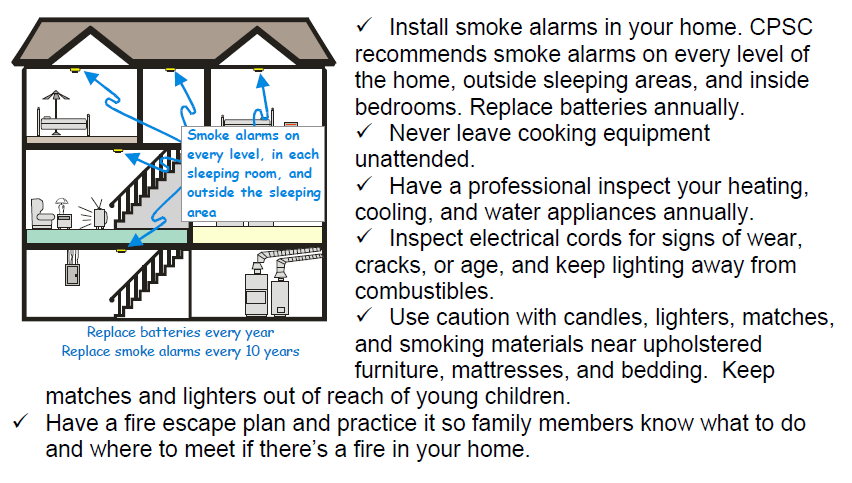 Smoke alarms on
every level, in each
sleeping room, and
outside the sleeping
area
Replace batteries every year
Replace smoke alarms every 10 years
✓ Install smoke alarms in your home. CPSC
recommends smoke alarms on every level of
the home, outside sleeping areas, and inside
bedrooms. Replace batteries annually.
✓ Never leave cooking equipment
unattended.
✓ Have a professional inspect your heating,
cooling, and water appliances annually.
✓ Inspect electrical cords for signs of wear,
cracks, or age, and keep lighting away from
combustibles.
✓ Use caution with candles, lighters, matches,
and smoking materials near upholstered
furniture, mattresses, and bedding.  Keep
matches and lighters out of reach of young children.
✓ Have a fire escape plan and practice it so family members know what to do
and where to meet if there’s a fire in your home.